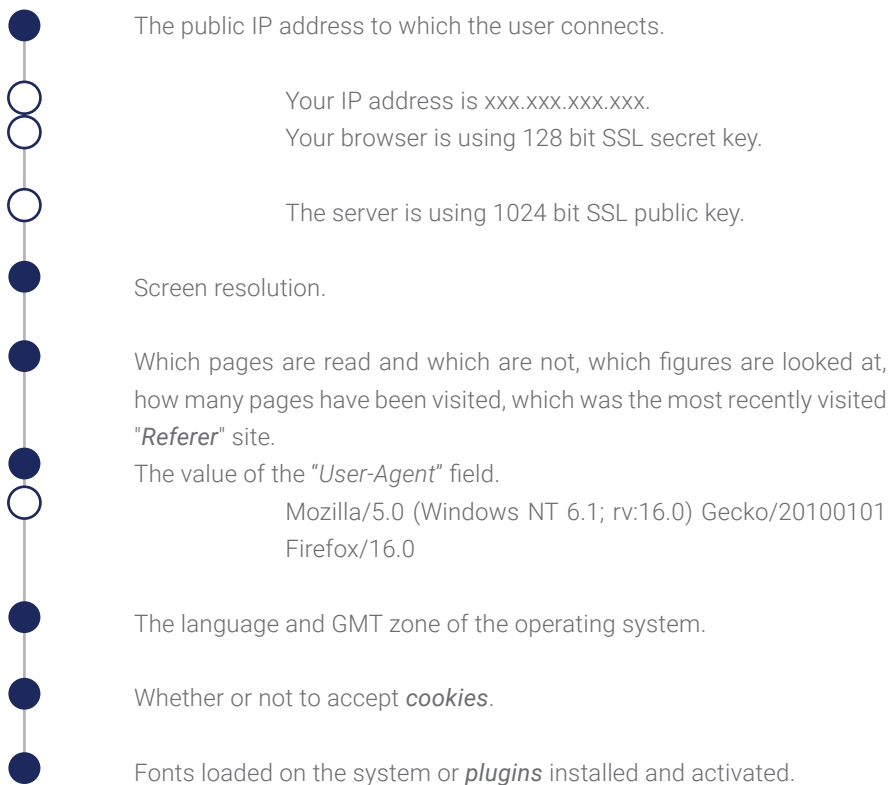 The public IP address to which the user connects.
Your IP address is xxx.xxx.xxx.xxx.
Your browser is using 128 bit SSL secret key.
The server is using 1024 bit SSL public key.
Screen resolution.
Which pages are read and which are not, which figures are looked at,
how many pages have been visited, which was the most recently visited
"Referer" site.
The value of the “User-Agent” field.
Mozilla/5.0 (Windows NT 6.1; rv:16.0) Gecko/20100101
Firefox/16.0
The language and GMT zone of the operating system.
Whether or not to accept cookies.
Fonts loaded on the system or plugins installed and activated.